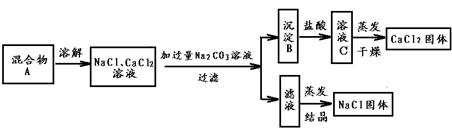 混合物
A
溶解
NaCl、CaCl2
溶液
加过量Na2CO3溶液
过滤
沉淀
B
盐酸
溶液
C
蒸发
干燥
CaCl2固体
滤液
蒸发
结晶
NaCl固体